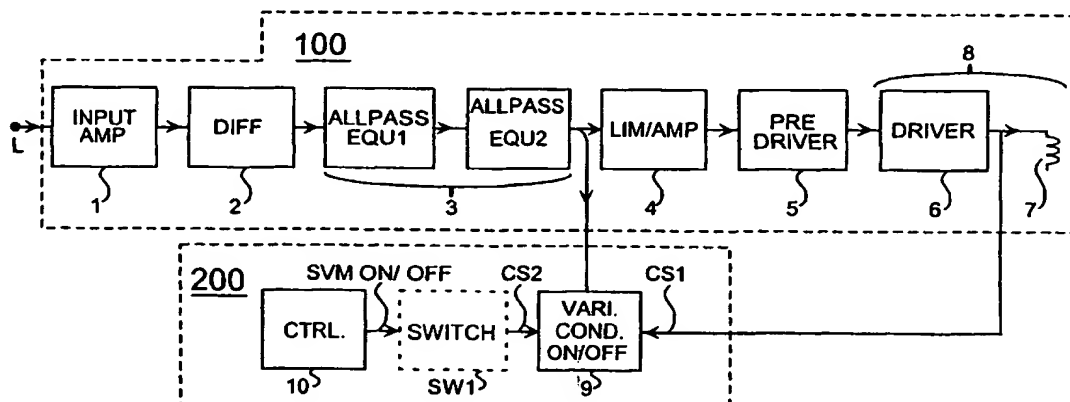 100
8
INPUT
AMP
DIFF
ALLPASS
EQU1
ALLPASS
EQU2
LIM/AMP
PRE
DRIVER
DRIVER
L
1
2
3
4
5
6
7
200
SVM ON/ OFF
CS2
CS1
CTRL.
SWITCH
VARI.
COND.
ON/OFF
10
SW1
9